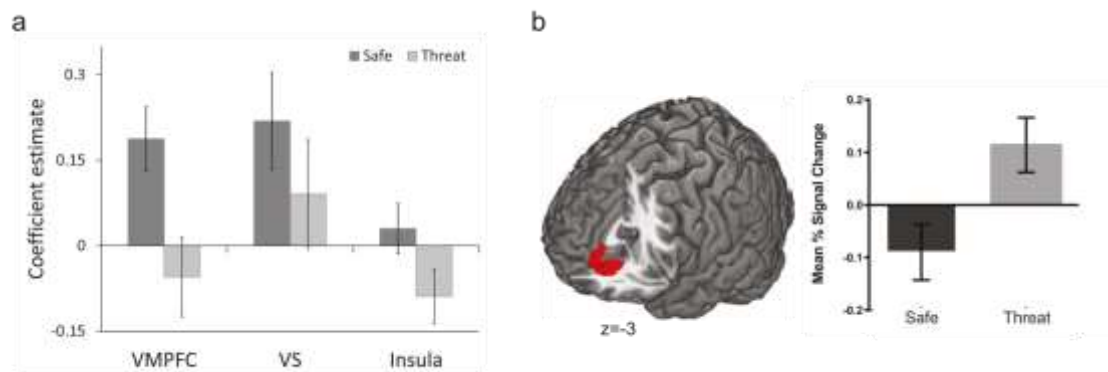 a
Safe Threat
Coefficient estimate
0.3
0.15
0
-0.15
VMPFC VS Insula
b
z=-3
Mean % Signal Change
0.2
0.1
0.0
-0.1
-0.2
Safe Threat